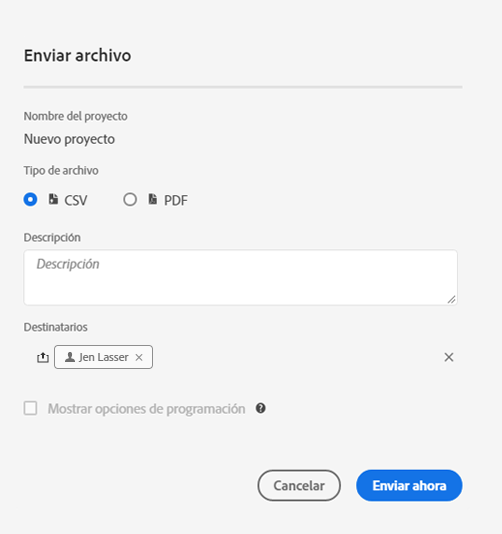 Enviar archivo
Nombre del proyecto
Nuevo proyecto
Tipo de archivo
CSV PDF
Descripción
Descripción
Destinatarios
Jen Lasser
Mostrar opciones de programación
Cancelar Enviar ahora